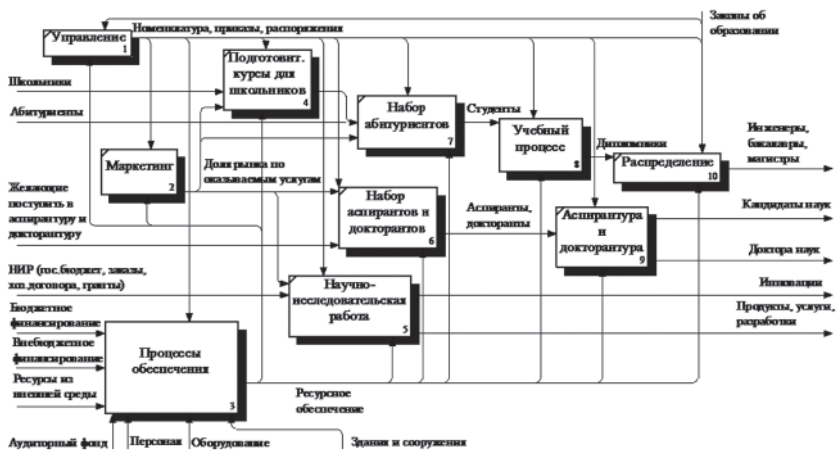 Номенклатура, приказы, распоряжения
Законы об
образовании
Управление
1
Подготовит.
курсы для
школьников
4
Школьники
Абитуриенты
Набор
абитуриентов
7
Студенты
Учебный
процесс
8
Дипломники
Распределение
10
Инженеры,
бакалавры,
магистры
Маркетинг
2
Доля рынка по
оказываемым услугам
Желающие
поступить в
аспирантуру и
докторантуру
Набор
аспирантов и
докторантов
6
Аспиранты,
докторанты
Аспирантура
и
докторантура
9
Кандидаты наук
Доктора наук
НИР (гос.бюджет, заказы,
хоз.договора, гранты)
Научно-
исследовательская
работа
5
Инновации
Продукты, услуги,
разработки
Бюджетное
финансирование
Внебюджетное
финансирование
Ресурсы из
внешней среды
Процессы
обеспечения
3
Ресурсное
обеспечение
Аудиторный фонд
Персонал
Оборудование
Здания и сооружения